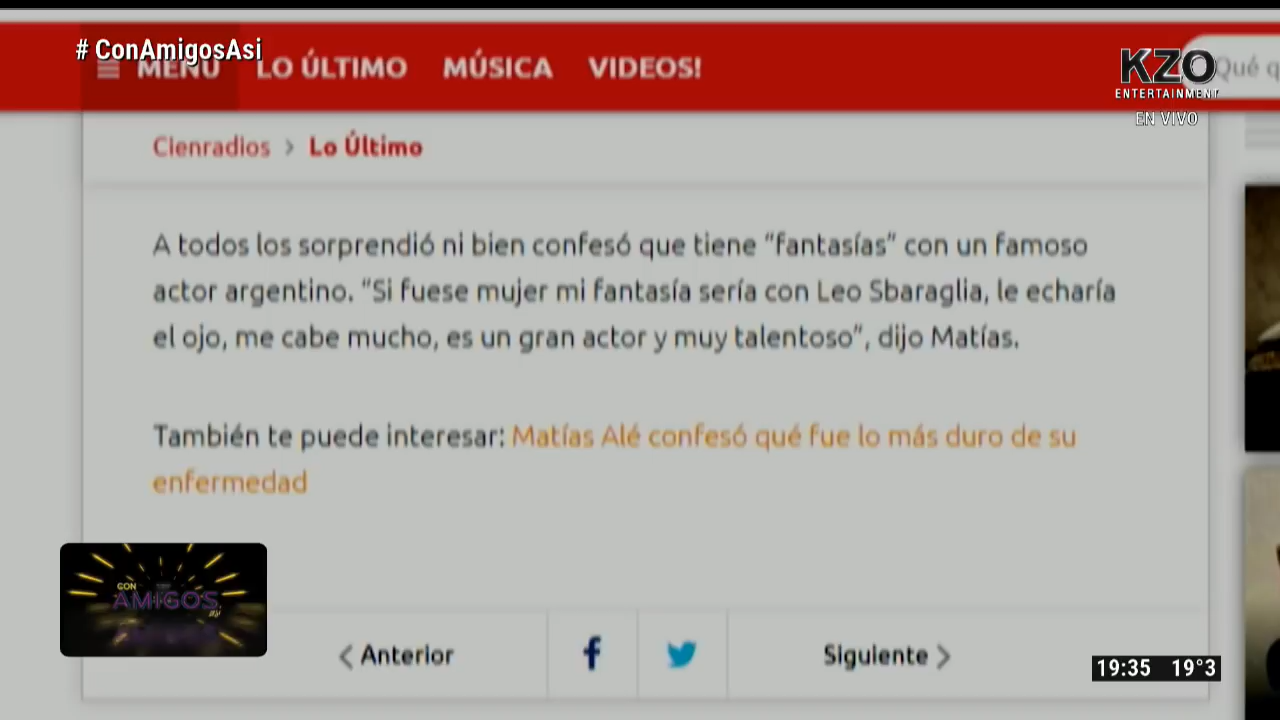 # ConAmigosAsi
MENÚ LO ÚLTIMO MÚSICA VIDEOS!
KZO
ENTERTAINMENT
EN VIVO
Qué q
Cienradios > Lo Último
A todos los sorprendió ni bien confesó que tiene “fantasías” con un famoso
actor argentino. “Si fuese mujer mi fantasía sería con Leo Sbaraglia, le echaría
el ojo, me cabe mucho, es un gran actor y muy talentoso”, dijo Matías.
También te puede interesar: Matías Alé confesó qué fue lo más duro de su
enfermedad
CON
AMIGOS
así
Anterior
Siguiente
19:35 19°3